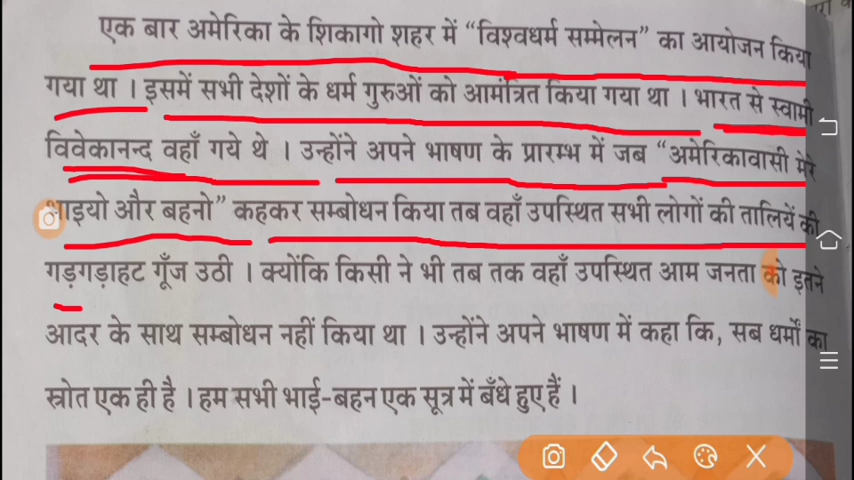 एक बार अमेरिका के शिकागो शहर में “विश्वधर्म सम्मेलन” का आयोजन किया
गया था । इसमें सभी देशों के धर्म गुरुओं को आमंत्रित किया गया था । भारत से स्वामी
विवेकानन्द वहाँ गये थे । उन्होंने अपने भाषण के प्रारम्भ में जब “अमेरिकावासी मेरे
भाइयो और बहनो” कहकर सम्बोधन किया तब वहाँ उपस्थित सभी लोगों की तालियें की
गड़गड़ाहट गूँज उठी । क्योंकि किसी ने भी तब तक वहाँ उपस्थित आम जनता को इतने
आदर के साथ सम्बोधन नहीं किया था । उन्होंने अपने भाषण में कहा कि, सब धर्मों का
स्रोत एक ही है । हम सभी भाई-बहन एक सूत्र में बँधे हुए हैं ।